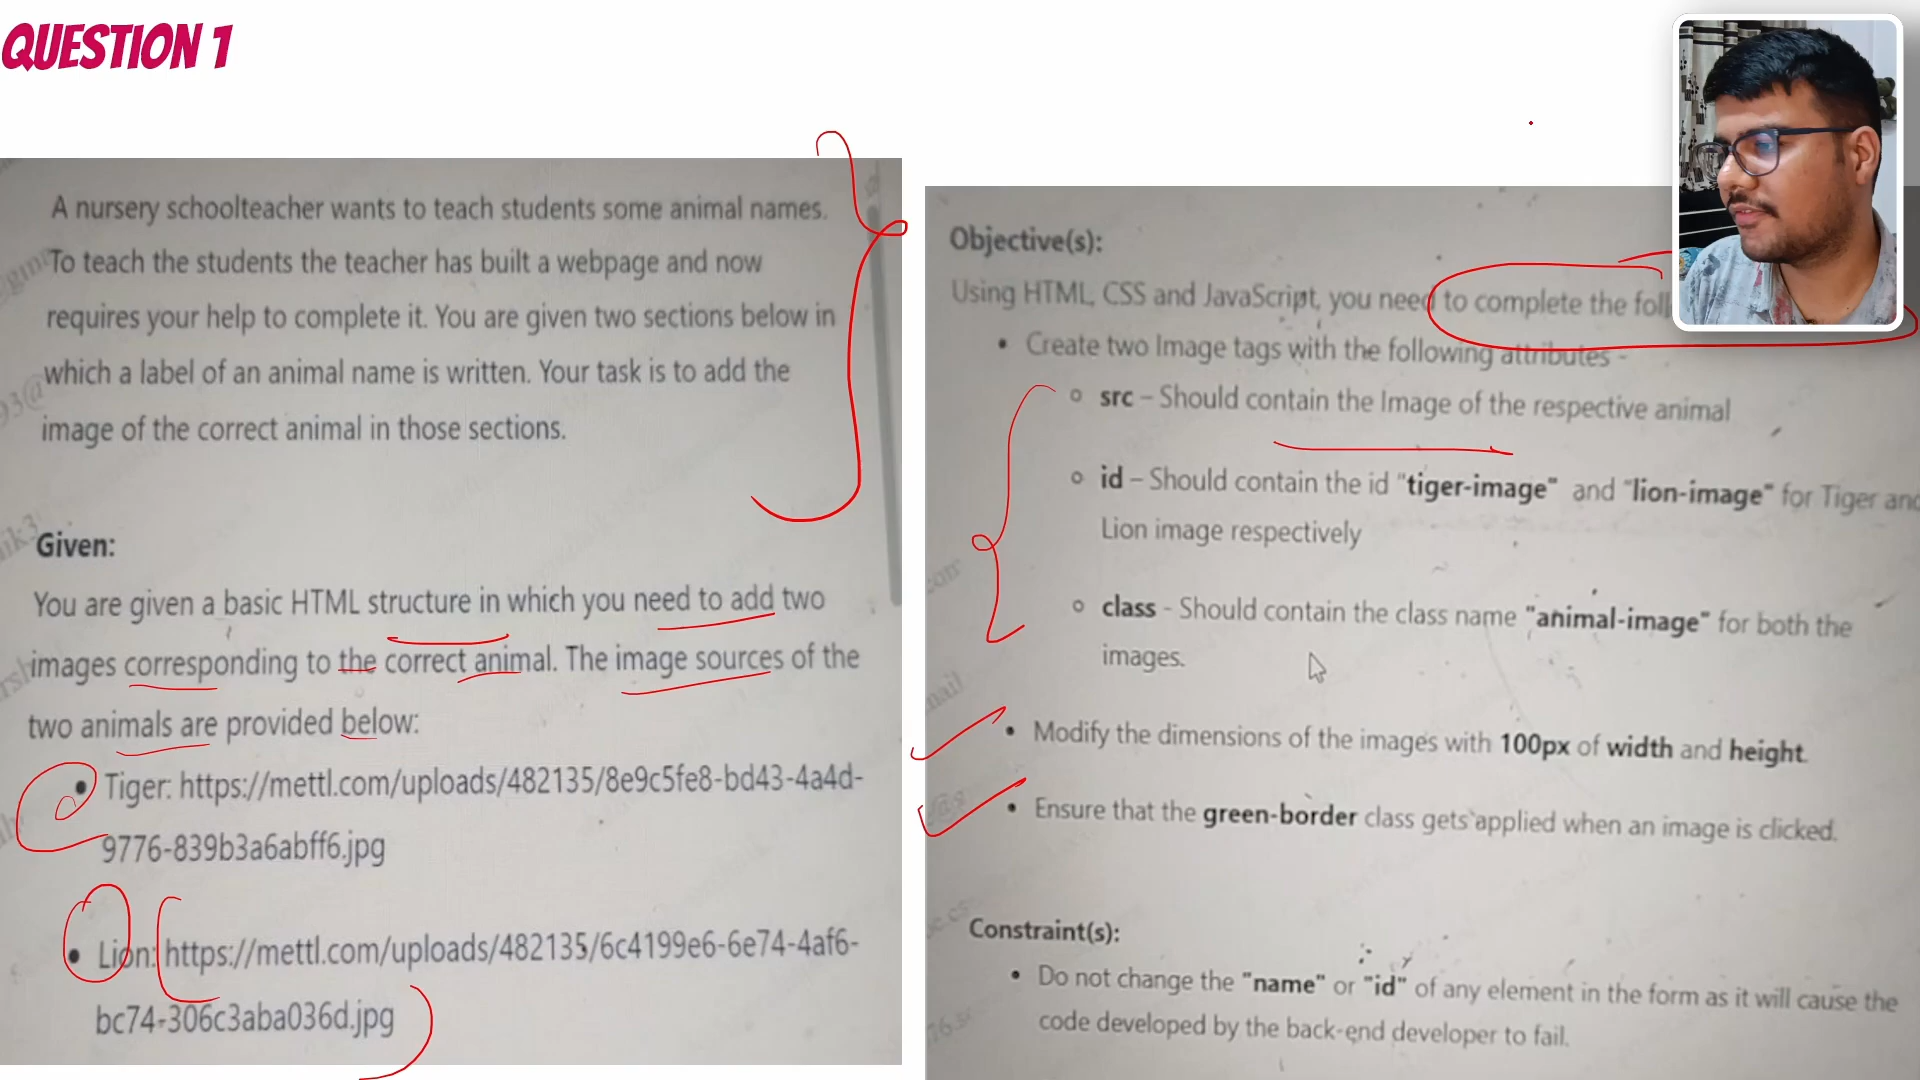 QUESTION 1
A nursery schoolteacher wants to teach students some animal names.
To teach the students the teacher has built a webpage and now
requires your help to complete it. You are given two sections below in
which a label of an animal name is written. Your task is to add the
image of the correct animal in those sections.
Given:
You are given a basic HTML structure in which you need to add two
images corresponding to the correct animal. The image sources of the
two animals are provided below:
• Tiger: https://mettl.com/uploads/482135/8e9c5fe8-bd43-4a4d-
9776-839b3a6abff6.jpg
• Lion: https://mettl.com/uploads/482135/6c4199e6-6e74-4af6-
bc74-306c3aba036d.jpg
Objective(s):
Using HTML, CSS and JavaScript, you need to complete the
• Create two Image tags with the following attributes -
○ src – Should contain the Image of the respective animal
○ id – Should contain the id "tiger-image" and "lion-image" for Tiger and
Lion image respectively
○ class - Should contain the class name "animal-image" for both the
images.
• Modify the dimensions of the images with 100px of width and height.
• Ensure that the green-border class gets applied when an image is clicked.
Constraint(s):
• Do not change the "name" or "id" of any element in the form as it will cause the
code developed by the back-end developer to fail.